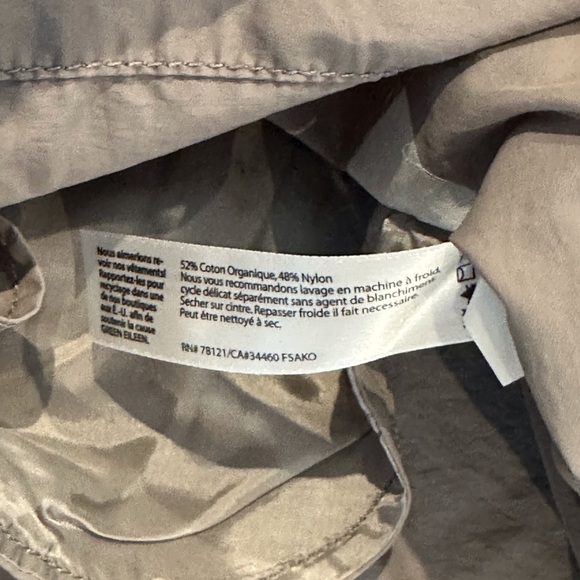 Nous aimerions re-
voir nos vêtements!
Rapportez-les pour
recyclage dans une
de nos boutiques
aux É.-U. afin de
soutenir la cause
GREEN EILEEN.
52% Coton Organique, 48% Nylon
Nous vous recommandons lavage en machine à froid,
cycle délicat séparément sans agent de blanchiment.
Secher sur cintre. Repasser froide il fait necessaire.
Peut être nettoyé à sec.
RN# 78121/CA#34460 F5AKO